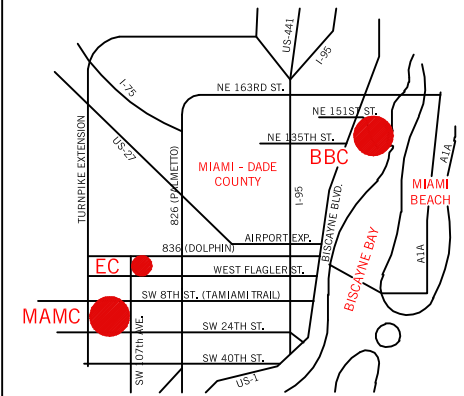 US-441
I-95
I-75
NE 163RD ST.
NE 151ST ST.
NE 135TH ST.
BBC
US-27
TURNPIKE EXTENSION
826 (PALMETTO)
MIAMI - DADE
COUNTY
I-95
BISCAYNE BLVD.
A1A
MIAMI
BEACH
A1A
BISCAYNE BAY
AIRPORT EXP.
836 (DOLPHIN)
EC
WEST FLAGLER ST.
SW 8TH ST. (TAMIAMI TRAIL)
MAMC
SW 107th AVE.
SW 24TH ST.
SW 40TH ST.
US-1